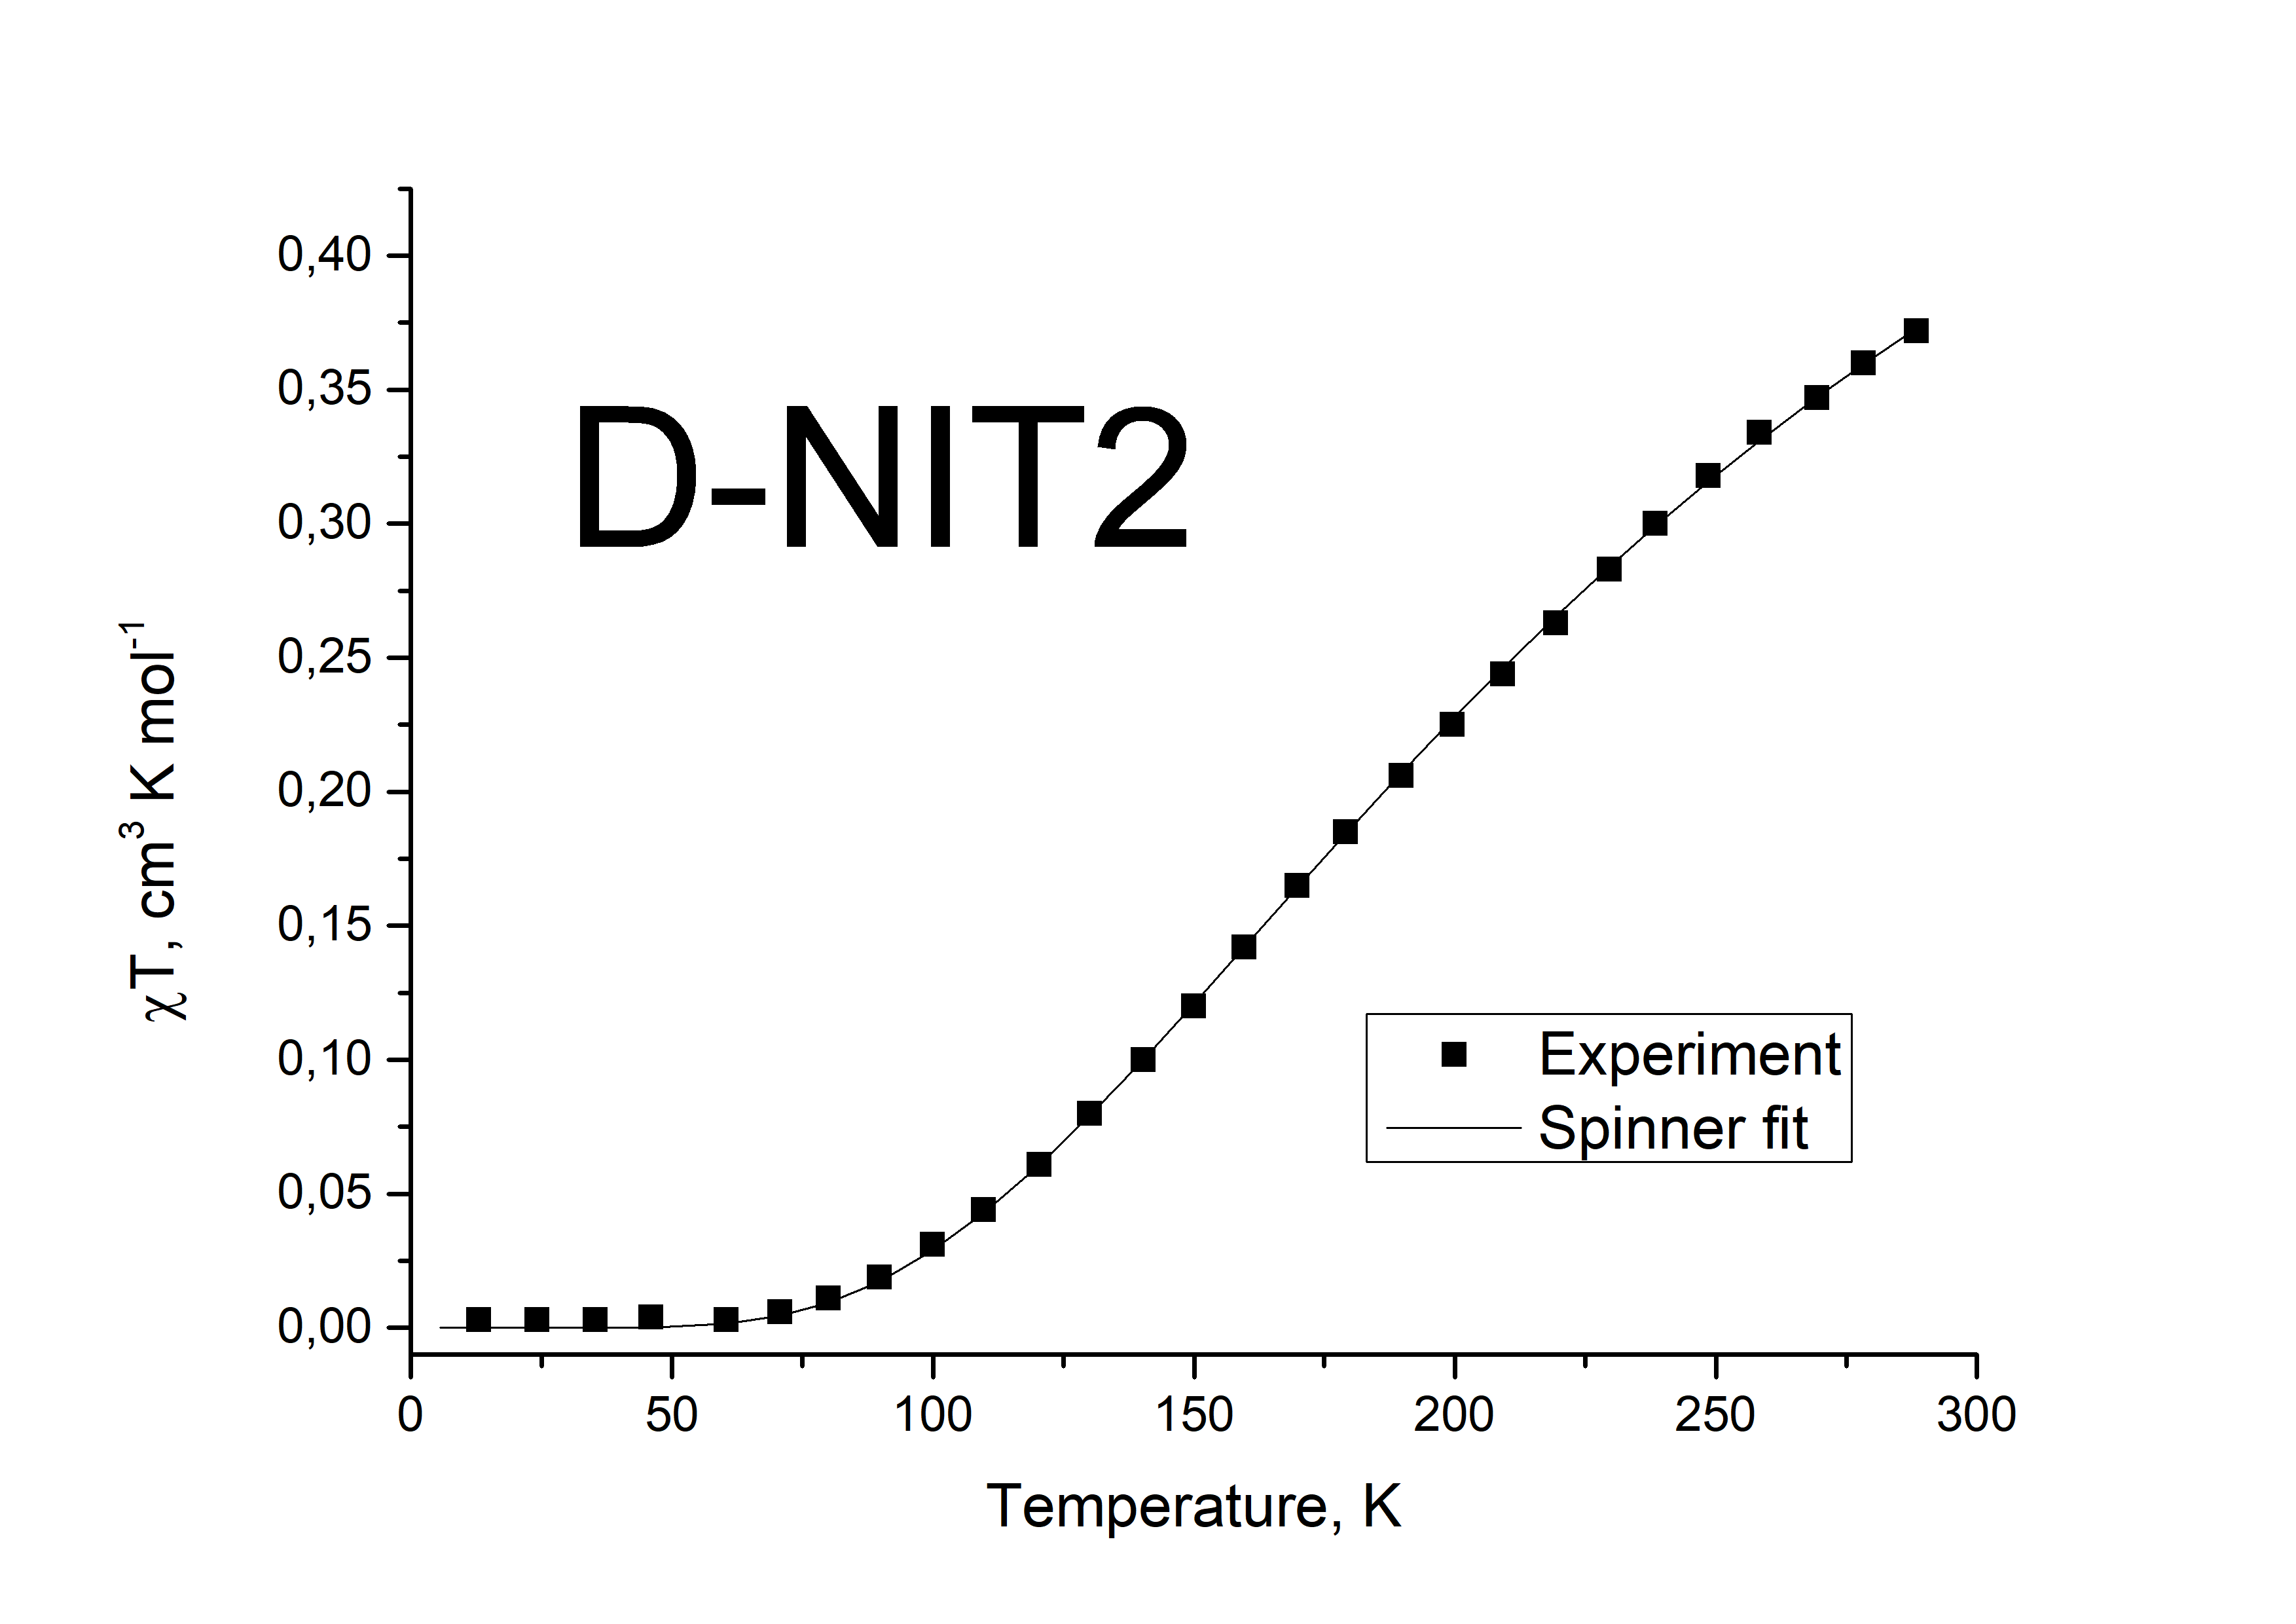 D-NIT2
χT, cm³ K mol⁻¹
0,40
0,35
0,30
0,25
0,20
0,15
0,10
0,05
0,00
Experiment
Spinner fit
0 50 100 150 200 250 300
Temperature, K